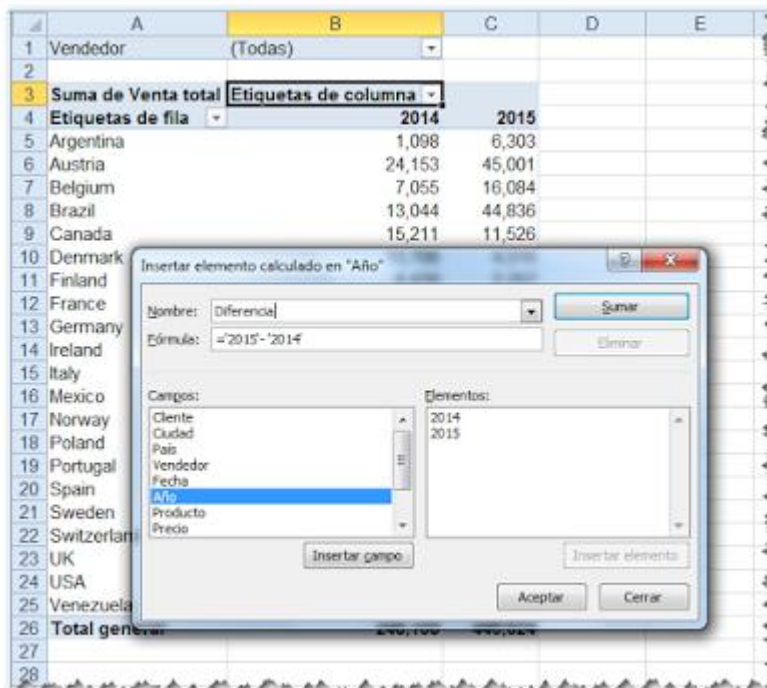 A B C D E
1 Vendedor (Todas)
2
3 Suma de Venta total Etiquetas de columna
4 Etiquetas de fila 2014 2015
5 Argentina 1,098 6,303
6 Austria 24,153 45,001
7 Belgium 7,055 16,084
8 Brazil 13,044 44,836
9 Canada 15,211 11,526
10 Denmark
11 Finland
12 France
13 Germany
14 Ireland
15 Italy
16 Mexico
17 Norway
18 Poland
19 Portugal
20 Spain
21 Sweden
22 Switzerlan
23 UK
24 USA
25 Venezuela
26 Total general
27
28
Insertar elemento calculado en "Año"
Nombre: Diferencia Sumar
Fórmula: ='2015'- '2014' Eliminar
Campos: Elementos:
Cliente 2014
Ciudad 2015
País
Vendedor
Fecha
Año
Producto
Precio
Insertar campo Insertar elemento
Aceptar Cerrar